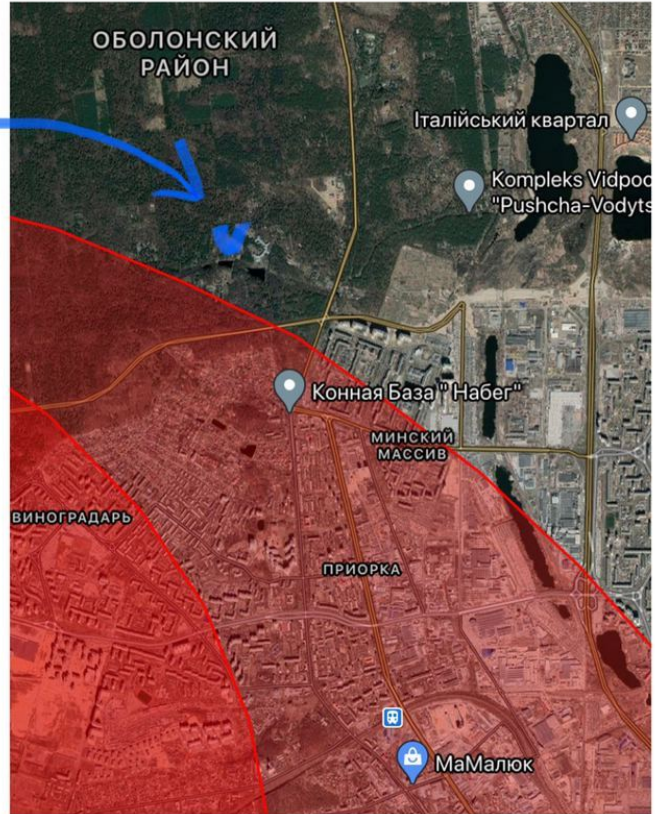 ОБОЛОНСКИЙ
РАЙОН
Італійський квартал
Kompleks Vidpoc
"Pushcha-Vodyts
Конная База " Набег"
МИНСКИЙ
МАССИВ
ВИНОГРАДАРЬ
ПРИОРКА
МаМалюк